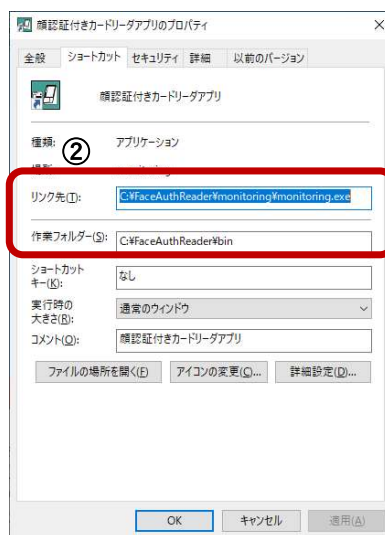 顔認証付きカードリーダアプリのプロパティ ×
全般 ショートカット セキュリティ 詳細 以前のバージョン
顔認証付きカードリーダアプリ
種類: アプリケーション
②
リンク先(T): C:¥FaceAuthReader¥monitoring¥monitoring.exe
作業フォルダー(S): C:¥FaceAuthReader¥bin
ショートカット
キー(K): なし
実行時の
大きさ(R): 通常のウィンドウ
コメント(O): 顔認証付きカードリーダアプリ
ファイルの場所を開く(F) アイコンの変更(C)... 詳細設定(D)...
OK キャンセル 適用(A)